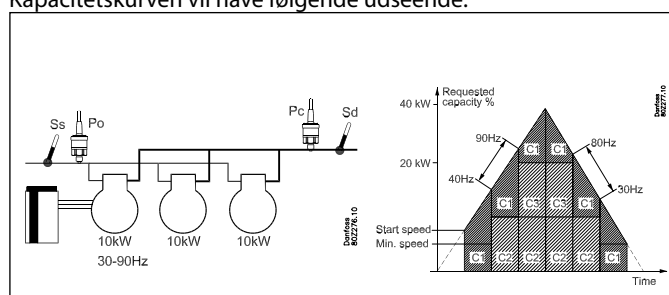 Kapacitetskurven vil have følgende udseende:
Ss
Po
Pc
Sd
10kW
10kW
10kW
30-90Hz
Danfoss
80Z276.10
Requested
capacity %
40 kW
20 kW
90Hz
40Hz
80Hz
30Hz
Start speed
Min. speed
C1
C1
C1
C3
C3
C1
C1
C2
C2
C2
C2
C1
Time
Danfoss
80Z277.10